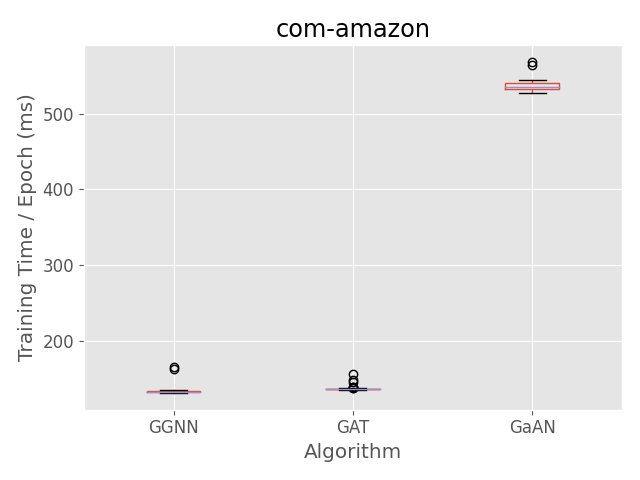 com-amazon
Training Time / Epoch (ms)
500
400
300
200
GGNN
GAT
GaAN
Algorithm